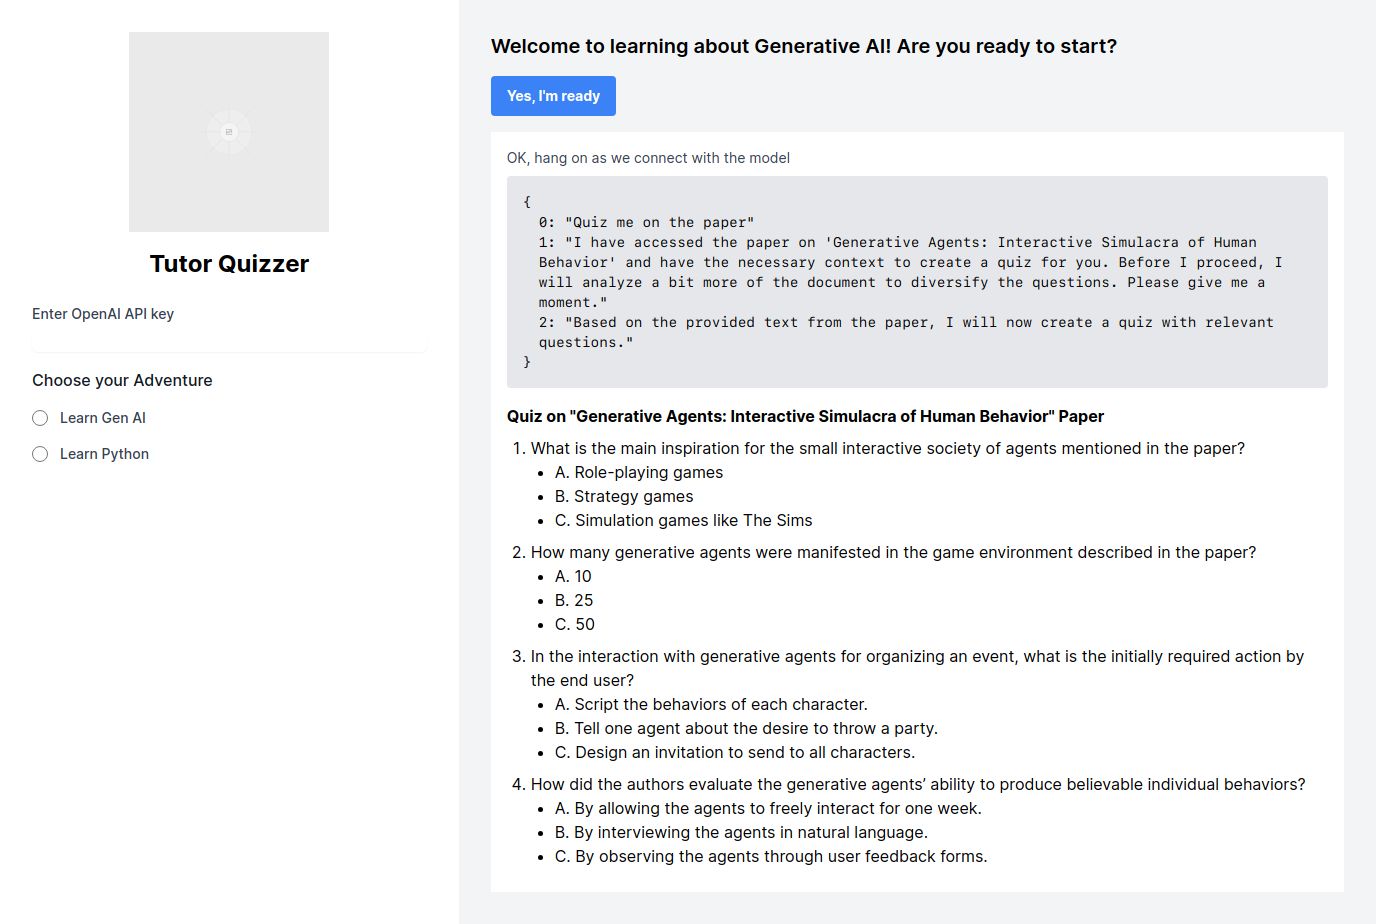 Tutor Quizzer
Enter OpenAI API key
Choose your Adventure
Learn Gen AI
Learn Python
Welcome to learning about Generative AI! Are you ready to start?
Yes, I'm ready
OK, hang on as we connect with the model
{
0: "Quiz me on the paper"
1: "I have accessed the paper on 'Generative Agents: Interactive Simulacra of Human
Behavior' and have the necessary context to create a quiz for you. Before I proceed, I
will analyze a bit more of the document to diversify the questions. Please give me a
moment."
2: "Based on the provided text from the paper, I will now create a quiz with relevant
questions."
}
Quiz on "Generative Agents: Interactive Simulacra of Human Behavior" Paper
1. What is the main inspiration for the small interactive society of agents mentioned in the paper?
• A. Role-playing games
• B. Strategy games
• C. Simulation games like The Sims
2. How many generative agents were manifested in the game environment described in the paper?
• A. 10
• B. 25
• C. 50
3. In the interaction with generative agents for organizing an event, what is the initially required action by
the end user?
• A. Script the behaviors of each character.
• B. Tell one agent about the desire to throw a party.
• C. Design an invitation to send to all characters.
4. How did the authors evaluate the generative agents’ ability to produce believable individual behaviors?
• A. By allowing the agents to freely interact for one week.
• B. By interviewing the agents in natural language.
• C. By observing the agents through user feedback forms.